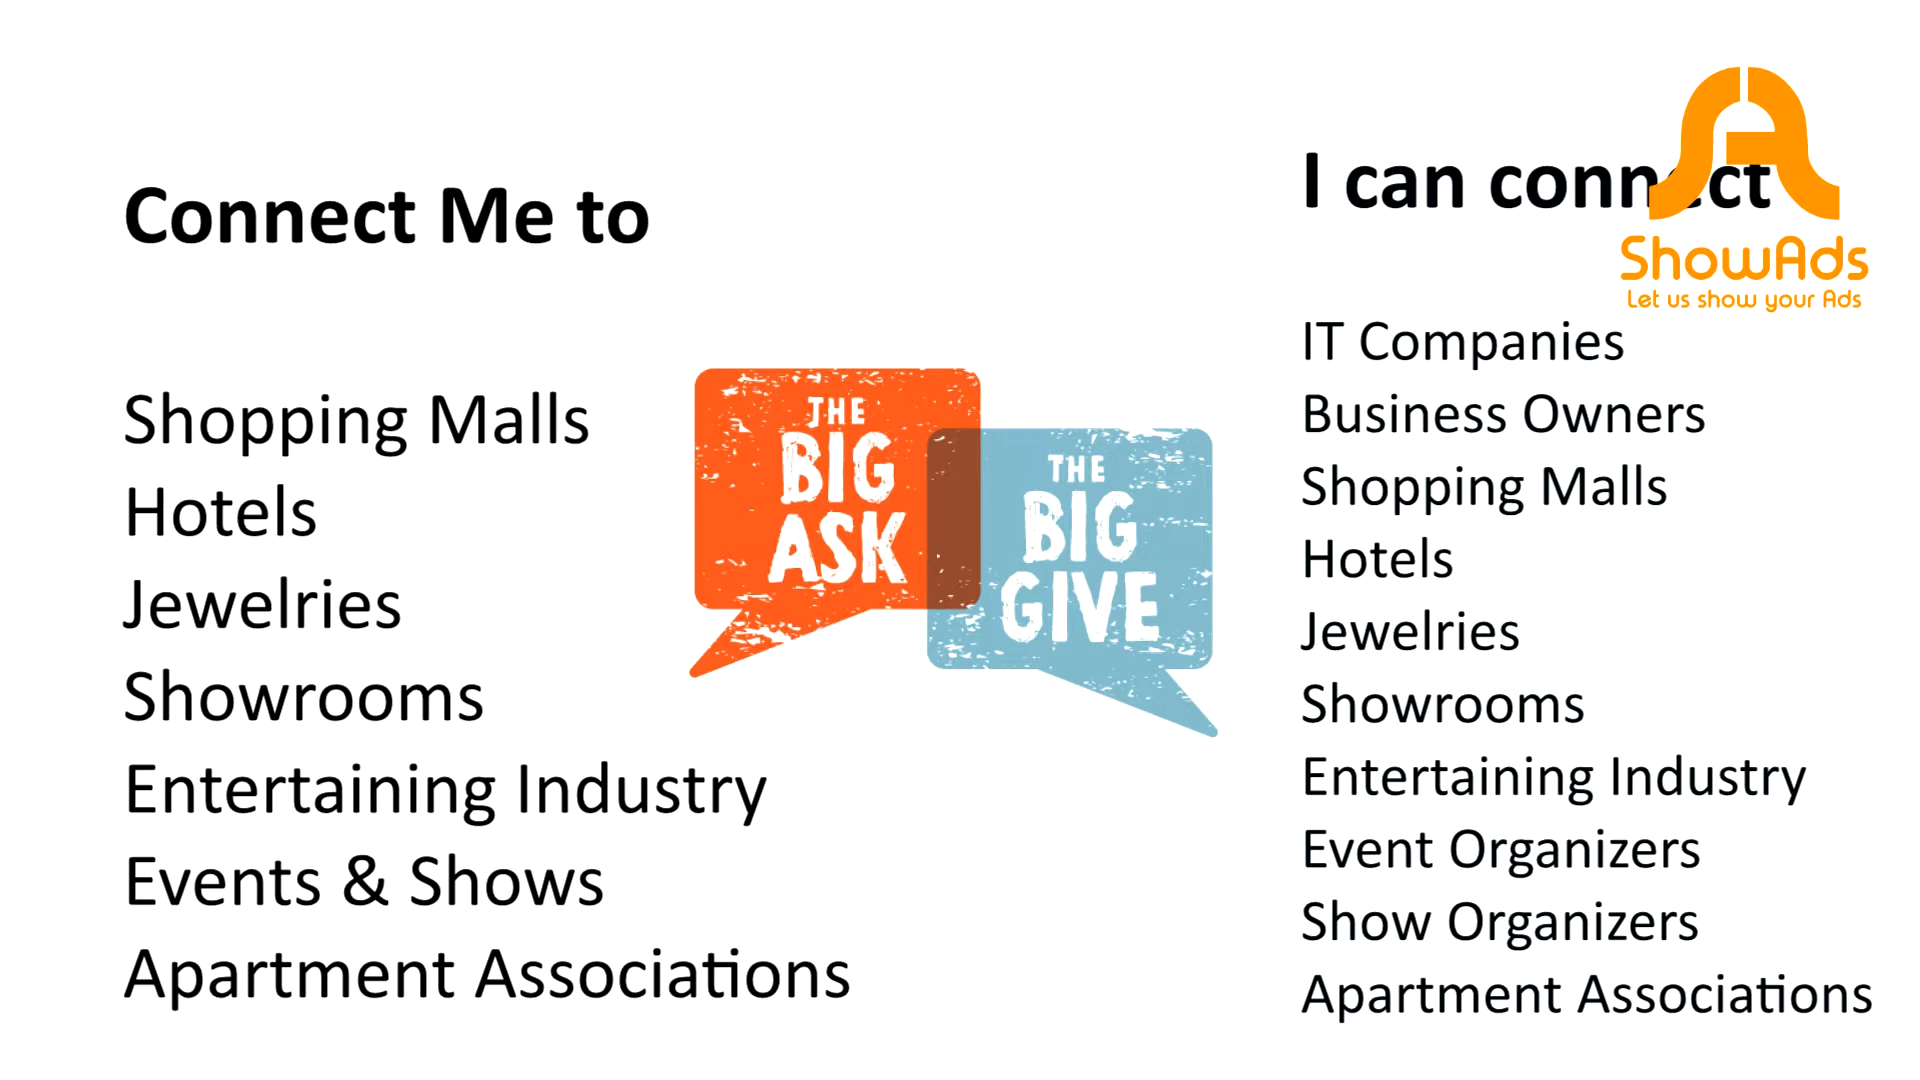 Connect Me to
Shopping Malls
Hotels
Jewelries
Showrooms
Entertaining Industry
Events & Shows
Apartment Associations
THE
BIG
ASK
THE
BIG
GIVE
I can connect
ShowAds
Let us show your Ads
IT Companies
Business Owners
Shopping Malls
Hotels
Jewelries
Showrooms
Entertaining Industry
Event Organizers
Show Organizers
Apartment Associations